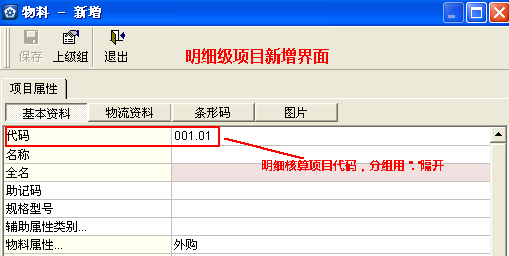 物料 - 新增
保存 上级组 退出
明细级项目新增界面
项目属性
基本资料 物流资料 条形码 图片
代码 001.01
名称
明细核算项目代码，分组用"."隔开
全名
助记码
规格型号
辅助属性类别...
物料属性... 外购